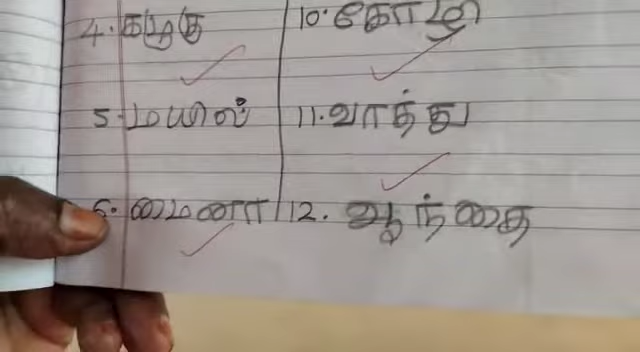 4. கழுகு
5. மயில்
6. மைனா
10. கோழி
11. வாத்து
12. ஆந்தை